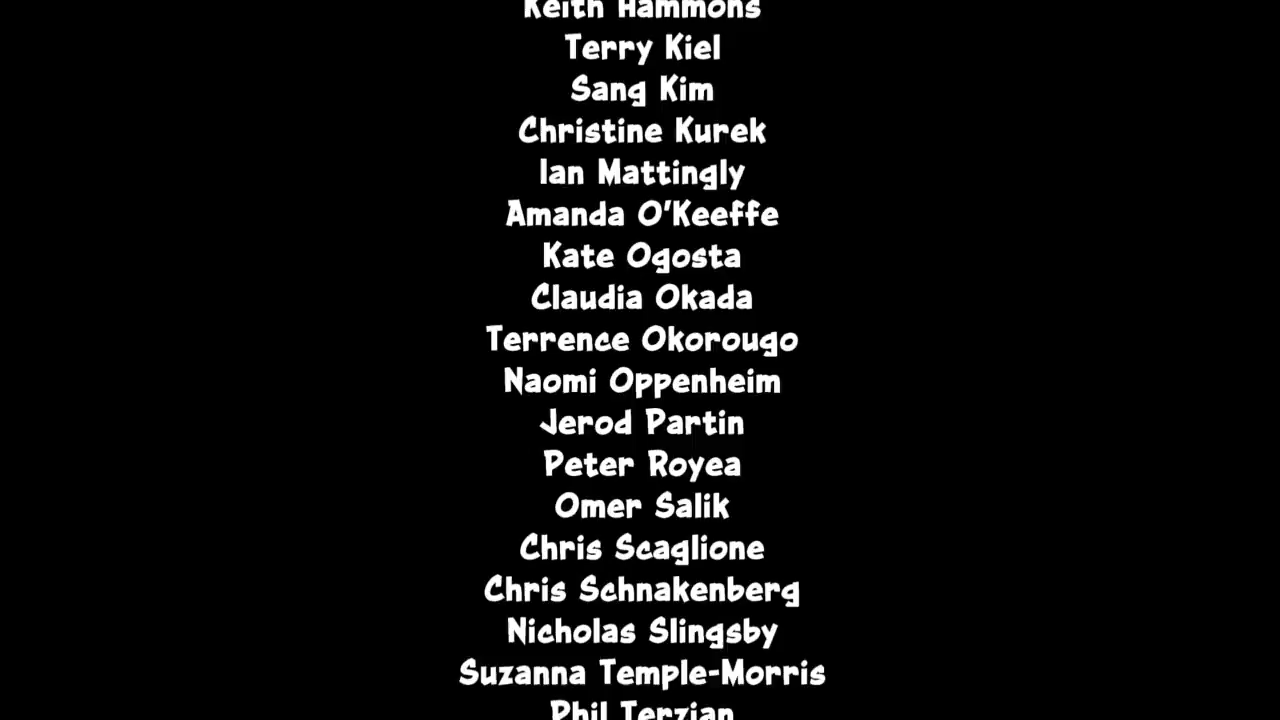 Keith Hammons
Terry Kiel
Sang Kim
Christine Kurek
Ian Mattingly
Amanda O'Keeffe
Kate Ogosta
Claudia Okada
Terrence Okorougo
Naomi Oppenheim
Jerod Partin
Peter Royea
Omer Salik
Chris Scaglione
Chris Schnakenberg
Nicholas Slingsby
Suzanna Temple-Morris
Phil Terzian